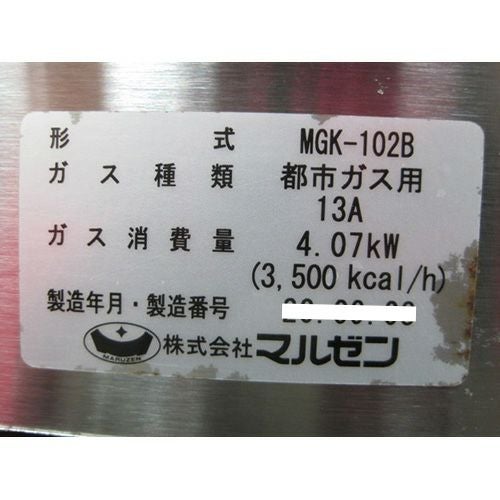 形式 MGK-102B
ガス種類 都市ガス用
13A
ガス消費量 4.07kW
(3,500 kcal/h)
製造年月・製造番号
MARUZEN 株式会社マルゼン